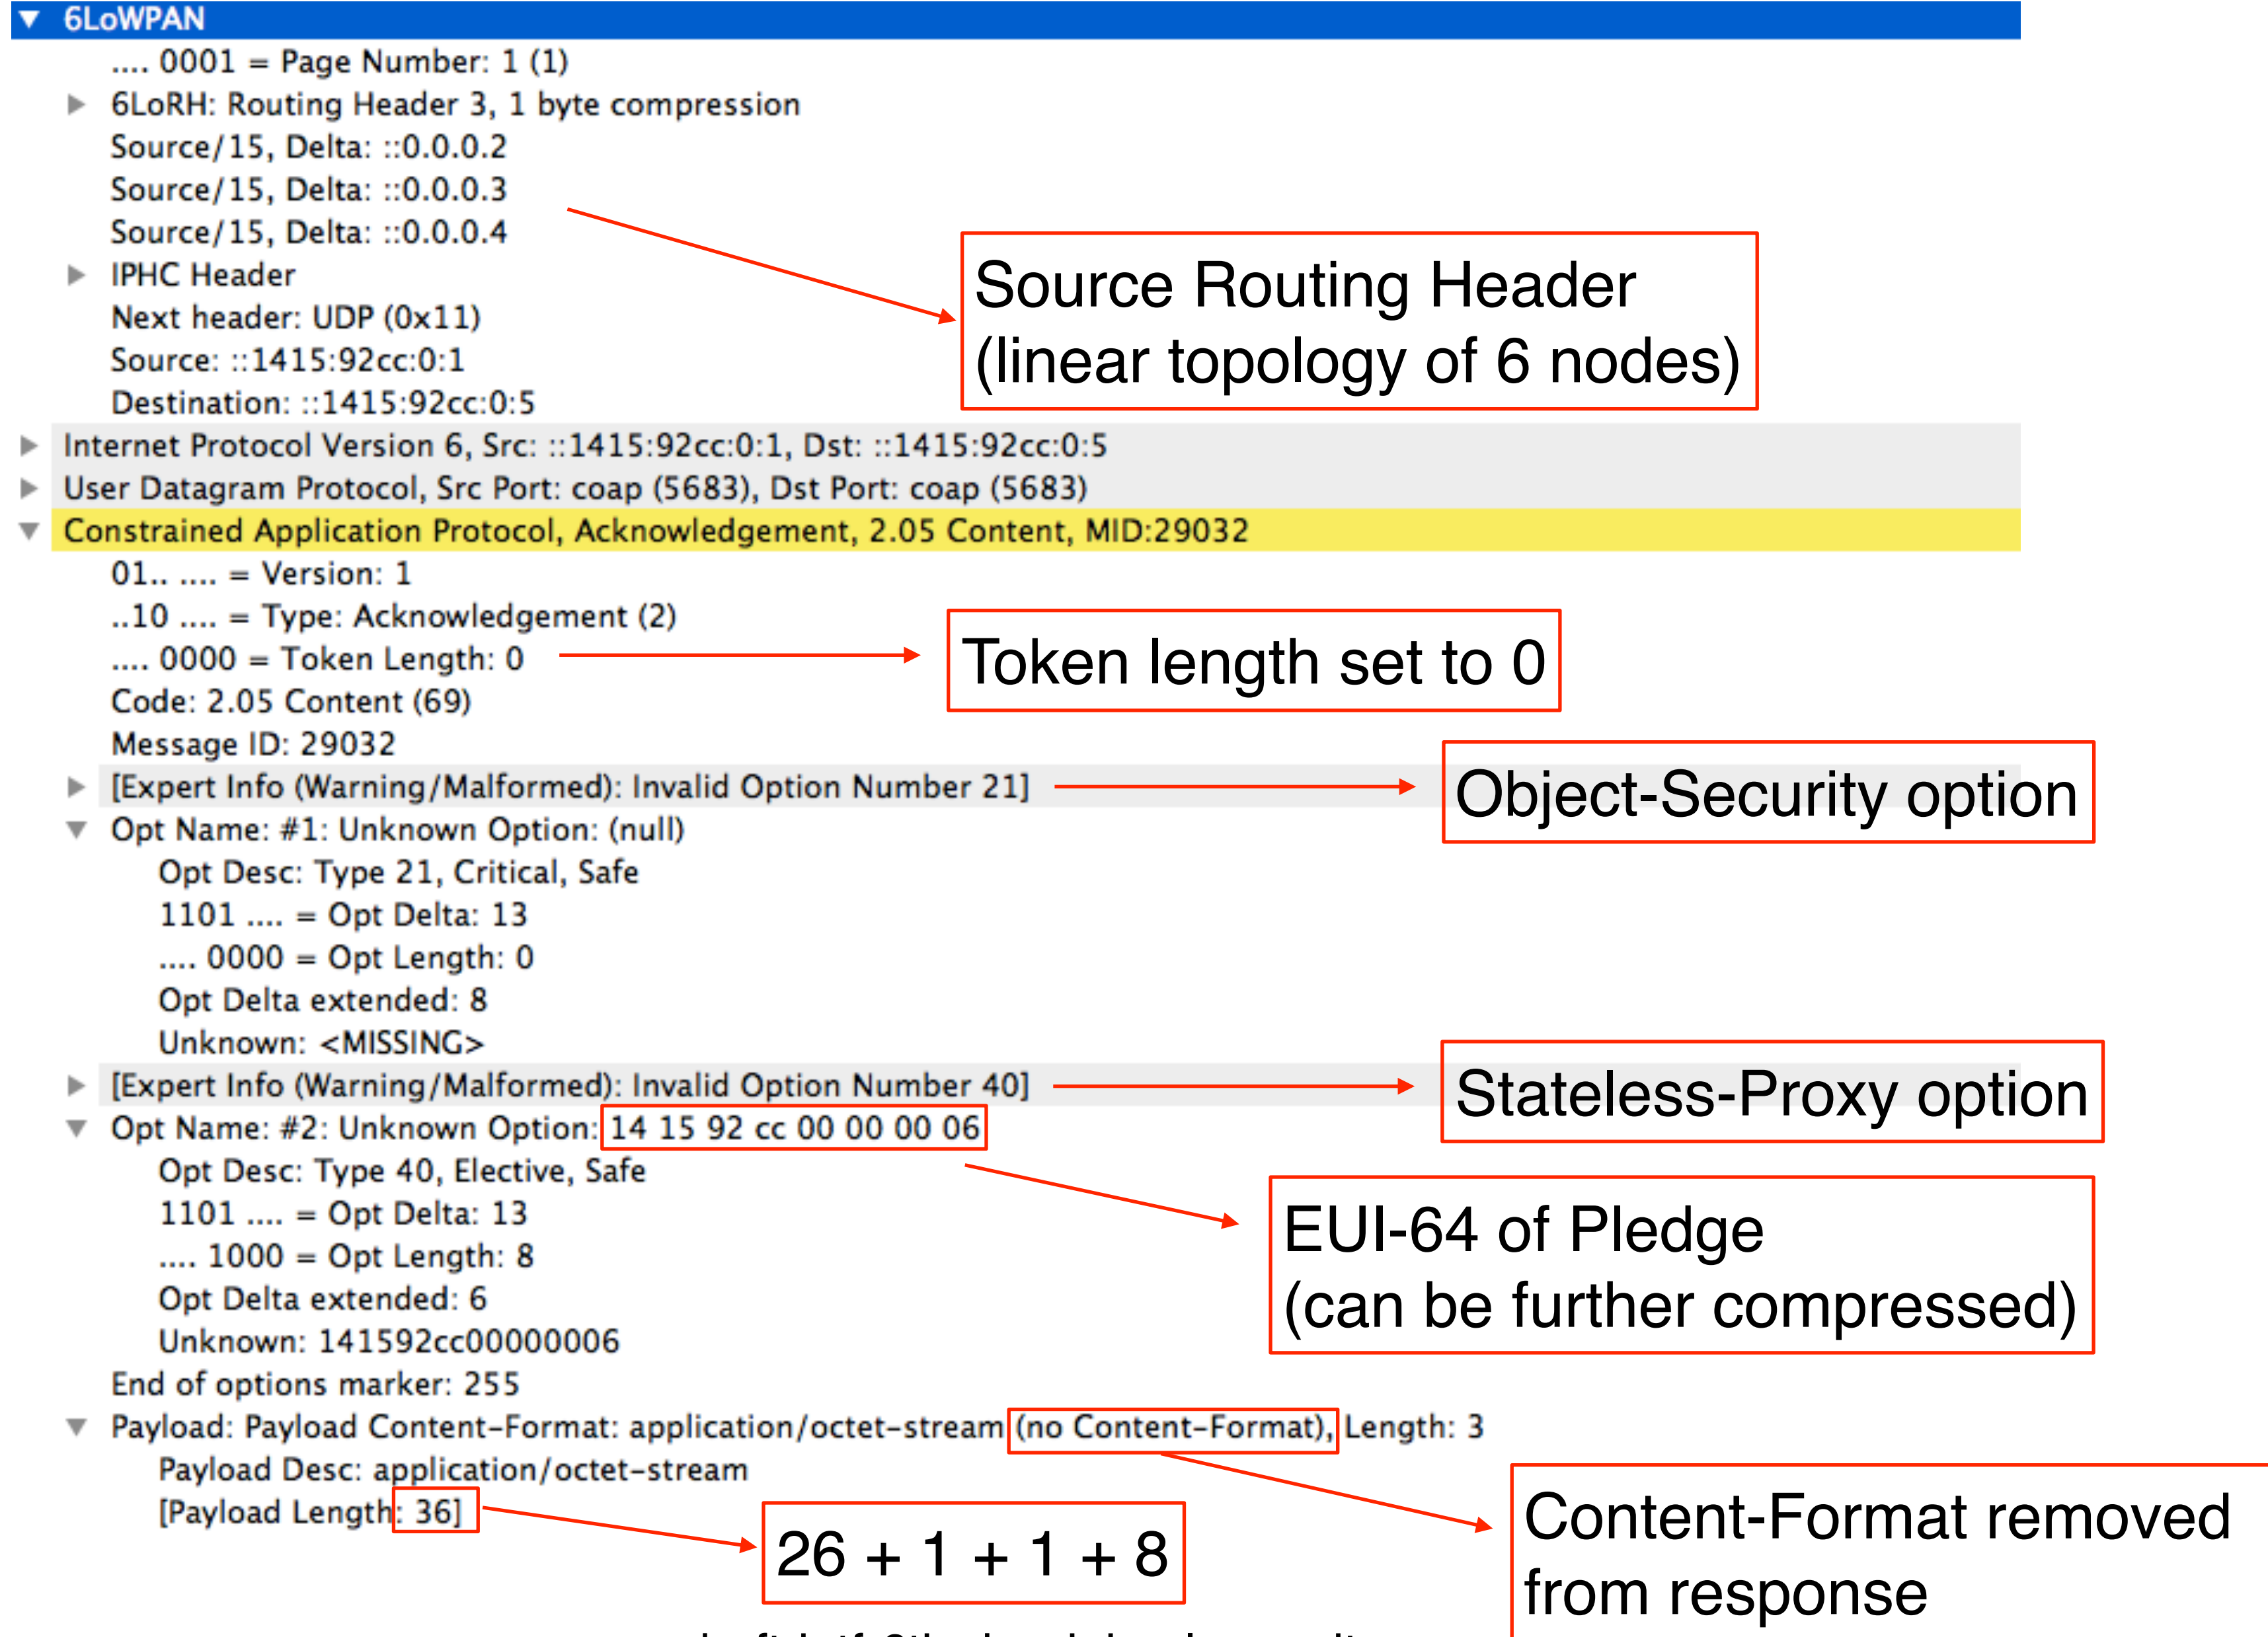 6LoWPAN
.... 0001 = Page Number: 1 (1)
6LoRH: Routing Header 3, 1 byte compression
Source/15, Delta: ::0.0.0.2
Source/15, Delta: ::0.0.0.3
Source/15, Delta: ::0.0.0.4
IPHC Header
Next header: UDP (0x11)
Source: ::1415:92cc:0:1
Destination: ::1415:92cc:0:5
Source Routing Header
(linear topology of 6 nodes)
Internet Protocol Version 6, Src: ::1415:92cc:0:1, Dst: ::1415:92cc:0:5
User Datagram Protocol, Src Port: coap (5683), Dst Port: coap (5683)
Constrained Application Protocol, Acknowledgement, 2.05 Content, MID:29032
01.. .... = Version: 1
..10 .... = Type: Acknowledgement (2)
.... 0000 = Token Length: 0
Token length set to 0
Code: 2.05 Content (69)
Message ID: 29032
[Expert Info (Warning/Malformed): Invalid Option Number 21]
Object-Security option
Opt Name: #1: Unknown Option: (null)
Opt Desc: Type 21, Critical, Safe
1101 .... = Opt Delta: 13
.... 0000 = Opt Length: 0
Opt Delta extended: 8
Unknown: <MISSING>
[Expert Info (Warning/Malformed): Invalid Option Number 40]
Stateless-Proxy option
Opt Name: #2: Unknown Option: 14 15 92 cc 00 00 00 06
Opt Desc: Type 40, Elective, Safe
1101 .... = Opt Delta: 13
.... 1000 = Opt Length: 8
Opt Delta extended: 6
Unknown: 141592cc00000006
EUI-64 of Pledge
(can be further compressed)
End of options marker: 255
Payload: Payload Content-Format: application/octet-stream (no Content-Format), Length: 3
Payload Desc: application/octet-stream
[Payload Length: 36]
26 + 1 + 1 + 8
Content-Format removed
from response